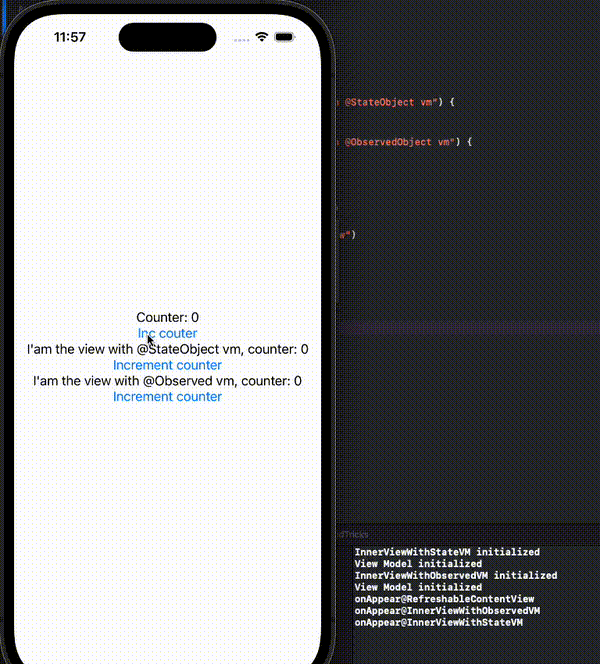 11:57
@StateObject vm") {
@ObservedObject vm") {
w")
Counter: 0
Inc couter
I'am the view with @StateObject vm, counter: 0
Increment counter
I'am the view with @Observed vm, counter: 0
Increment counter
ndTricks
InnerViewWithStateVM initialized
View Model initialized
InnerViewWithObservedVM initialized
View Model initialized
onAppear@RefreshableContentView
onAppear@InnerViewWithObservedVM
onAppear@InnerViewWithStateVM